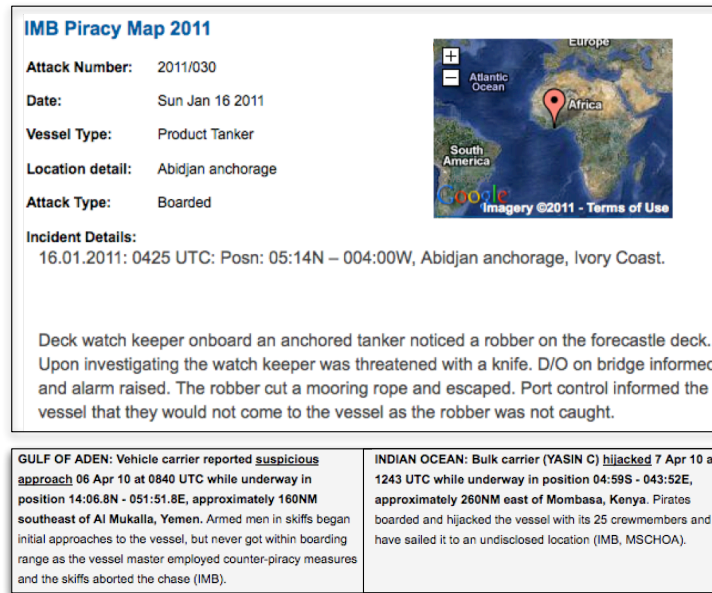 IMB Piracy Map 2011
Attack Number: 2011/030
Date: Sun Jan 16 2011
Vessel Type: Product Tanker
Location detail: Abidjan anchorage
Attack Type: Boarded
+
−
Europe
Atlantic
Ocean
Africa
South
America
Google
Imagery ©2011 - Terms of Use
Incident Details:
16.01.2011: 0425 UTC: Posn: 05:14N – 004:00W, Abidjan anchorage, Ivory Coast.
Deck watch keeper onboard an anchored tanker noticed a robber on the forecastle deck.
Upon investigating the watch keeper was threatened with a knife. D/O on bridge informed
and alarm raised. The robber cut a mooring rope and escaped. Port control informed the
vessel that they would not come to the vessel as the robber was not caught.
GULF OF ADEN: Vehicle carrier reported suspicious
approach 06 Apr 10 at 0840 UTC while underway in
position 14:06.8N - 051:51.8E, approximately 160NM
southeast of Al Mukalla, Yemen. Armed men in skiffs began
initial approaches to the vessel, but never got within boarding
range as the vessel master employed counter-piracy measures
and the skiffs aborted the chase (IMB).
INDIAN OCEAN: Bulk carrier (YASIN C) hijacked 7 Apr 10 a
1243 UTC while underway in position 04:59S - 043:52E,
approximately 260NM east of Mombasa, Kenya. Pirates
boarded and hijacked the vessel with its 25 crewmembers and
have sailed it to an undisclosed location (IMB, MSCHOA).